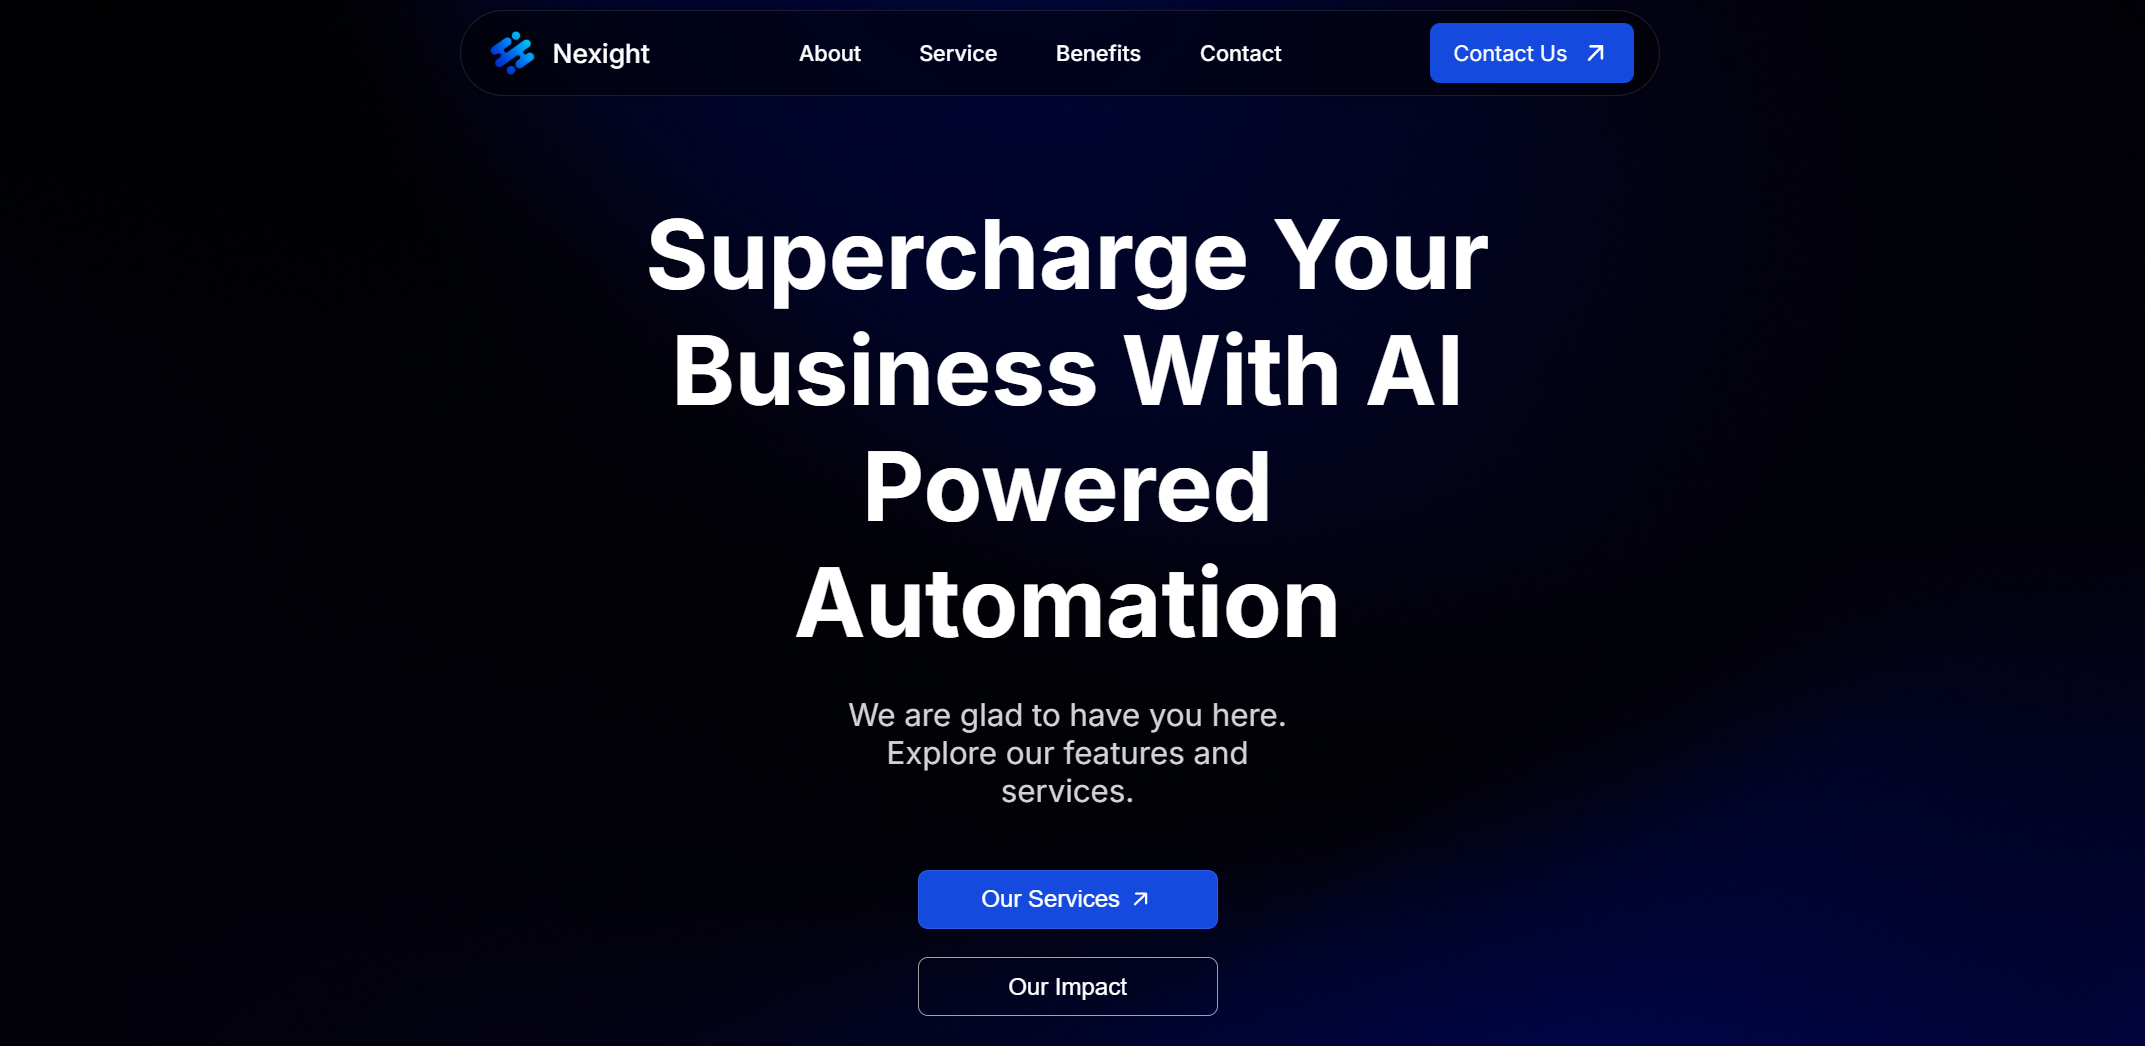 Nexight
About Service Benefits Contact
Contact Us
Supercharge Your
Business With AI
Powered
Automation
We are glad to have you here.
Explore our features and
services.
Our Services
Our Impact